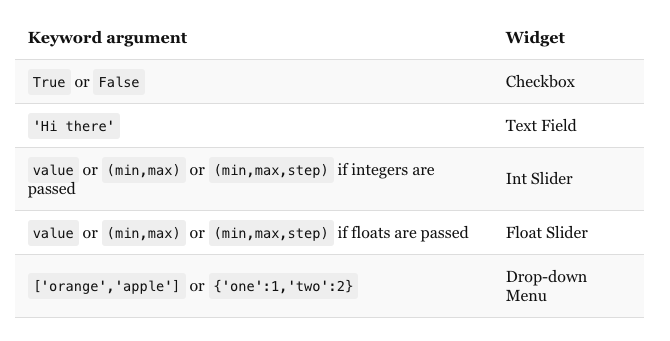 Keyword argument Widget
True or False Checkbox
'Hi there' Text Field
value or (min,max) or (min,max,step) if integers are
passed Int Slider
value or (min,max) or (min,max,step) if floats are passed Float Slider
['orange','apple'] or {'one':1,'two':2} Drop-down
Menu